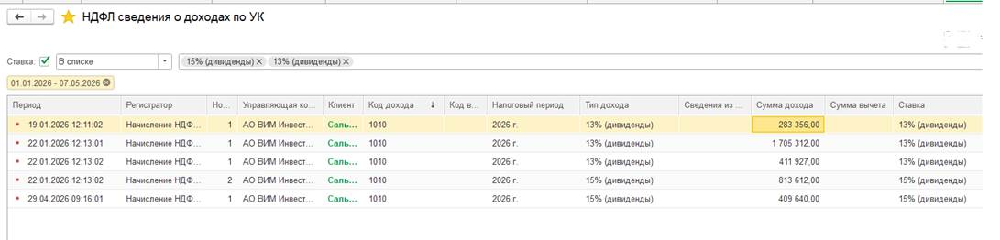 НДФЛ сведения о доходах по УК
Ставка: В списке 15% (дивиденды) 13% (дивиденды)
01.01.2026 - 07.05.2026
Период Регистратор Но... Управляющая ко... Клиент Код дохода Код в... Налоговый период Тип дохода Сведения из ... Сумма дохода Сумма вычета Ставка
19.01.2026 12:11:02 Начисление НДФ... 1 АО ВИМ Инвест... Саль... 1010 2026 г. 13% (дивиденды) 283 356,00 13% (дивиденды)
22.01.2026 12:13:01 Начисление НДФ... 1 АО ВИМ Инвест... Саль... 1010 2026 г. 13% (дивиденды) 1 705 312,00 13% (дивиденды)
22.01.2026 12:13:02 Начисление НДФ... 1 АО ВИМ Инвест... Саль... 1010 2026 г. 13% (дивиденды) 411 927,00 13% (дивиденды)
22.01.2026 12:13:02 Начисление НДФ... 2 АО ВИМ Инвест... Саль... 1010 2026 г. 15% (дивиденды) 813 612,00 15% (дивиденды)
29.04.2026 09:16:01 Начисление НДФ... 1 АО ВИМ Инвест... Саль... 1010 2026 г. 15% (дивиденды) 409 640,00 15% (дивиденды)